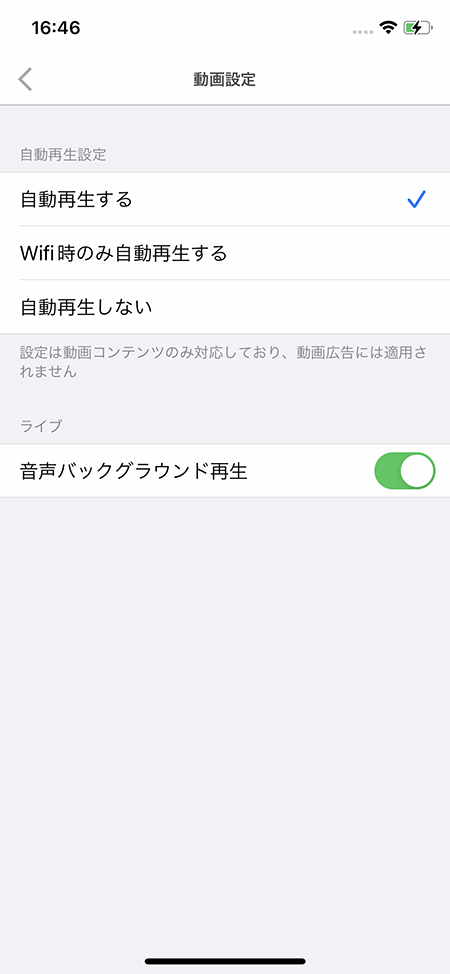 16:46
動画設定
自動再生設定
自動再生する
Wifi時のみ自動再生する
自動再生しない
設定は動画コンテンツのみ対応しており、動画広告には適用さ
れません
ライブ
音声バックグラウンド再生